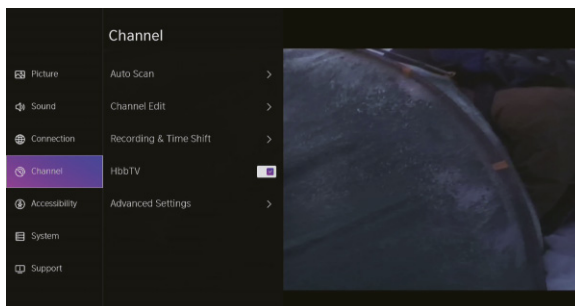 Channel
Picture
Auto Scan
Sound
Channel Edit
Connection
Recording & Time Shift
Channel
HbbTV
Accessibility
Advanced Settings
System
Support